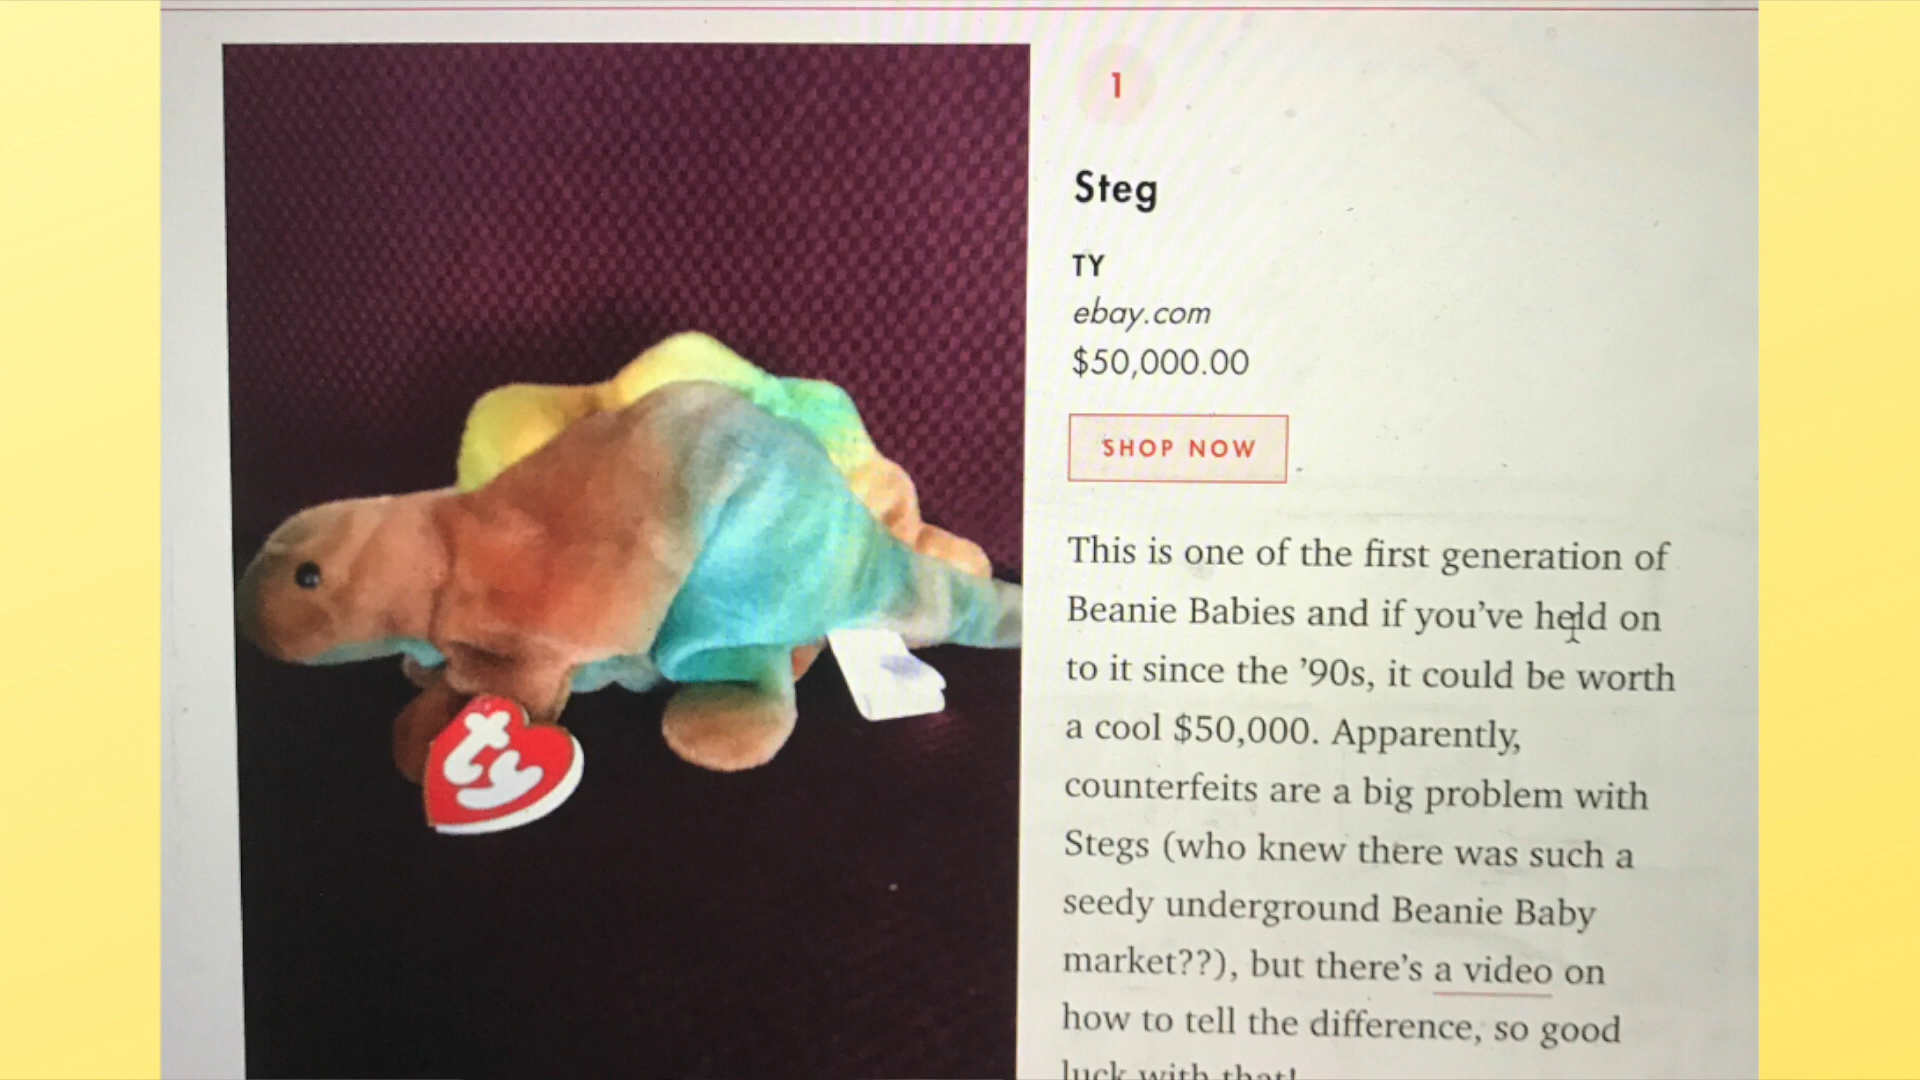 ty
1
Steg
TY
ebay.com
$50,000.00
SHOP NOW
This is one of the first generation of
Beanie Babies and if you've held on
to it since the '90s, it could be worth
a cool $50,000. Apparently,
counterfeits are a big problem with
Stegs (who knew there was such a
seedy underground Beanie Baby
market??), but there's a video on
how to tell the difference, so good
luck with that!